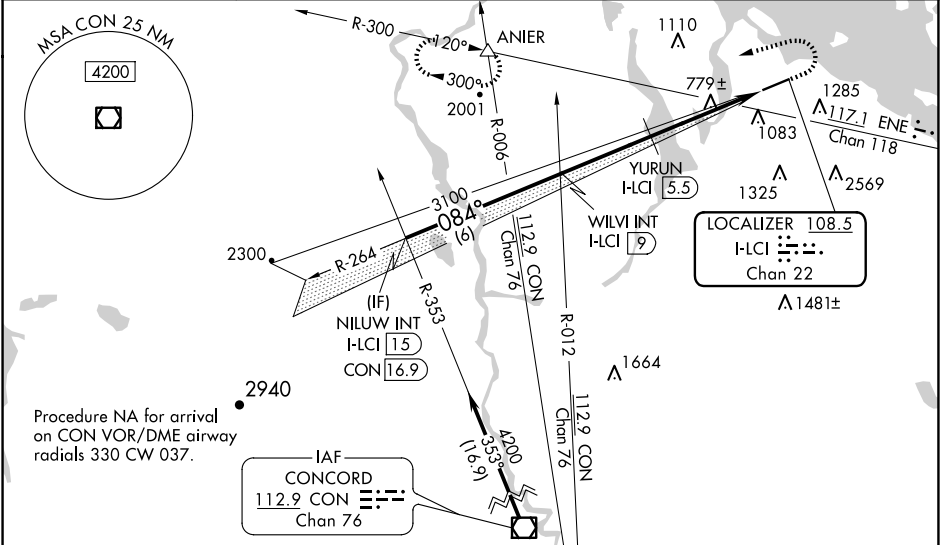 MSA CON 25 NM
4200
R-300
120°
ANIER
300°
2001
R-006
1110
779±
1285
117.1 ENE
Chan 118
1083
1325
2569
YURUN
I-LCI 5.5
WILVI INT
I-LCI 9
LOCALIZER 108.5
I-LCI
Chan 22
1481±
3100
084°
(6)
2300
R-264
(IF)
NILUW INT
I-LCI 15
CON 16.9
R-353
112.9 CON
Chan 76
R-012
112.9 CON
Chan 76
1664
2940
Procedure NA for arrival
on CON VOR/DME airway
radials 330 CW 037.
4200
353°
(16.9)
IAF
CONCORD
112.9 CON
Chan 76